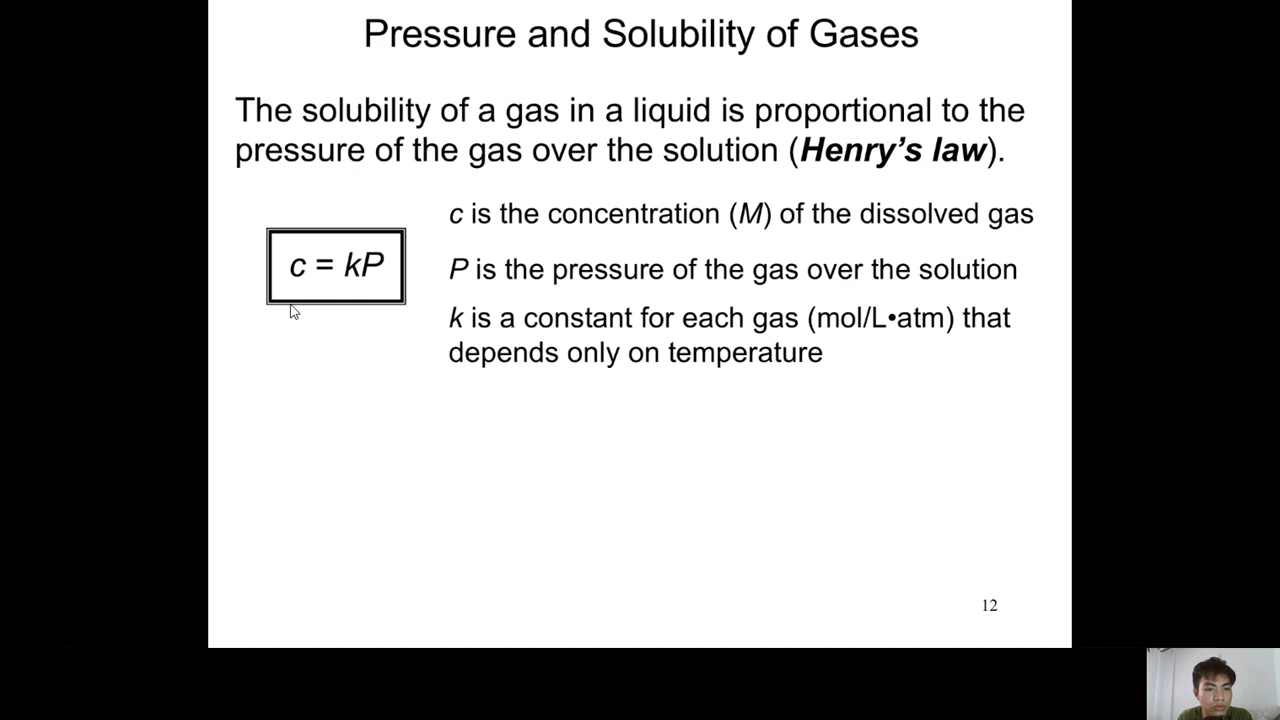 Pressure and Solubility of Gases
The solubility of a gas in a liquid is proportional to the
pressure of the gas over the solution (Henry’s law).
c = kP
c is the concentration (M) of the dissolved gas
P is the pressure of the gas over the solution
k is a constant for each gas (mol/L•atm) that
depends only on temperature
12